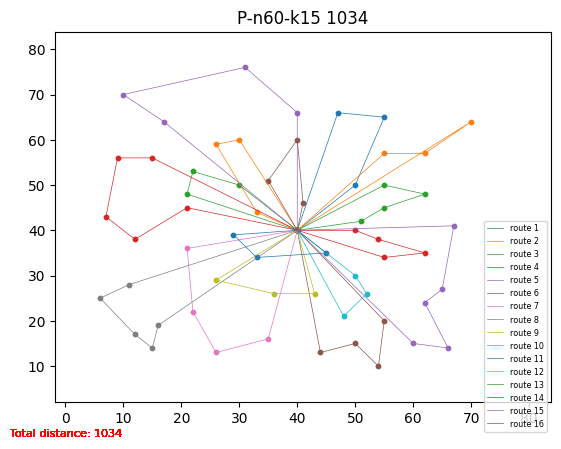 P-n60-k15 1034
80
70
60
50
40
30
20
10
0 10 20 30 40 50 60 70 80
route 1
route 2
route 3
route 4
route 5
route 6
route 7
route 8
route 9
route 10
route 11
route 12
route 13
route 14
route 15
route 16
Total distance: 1034